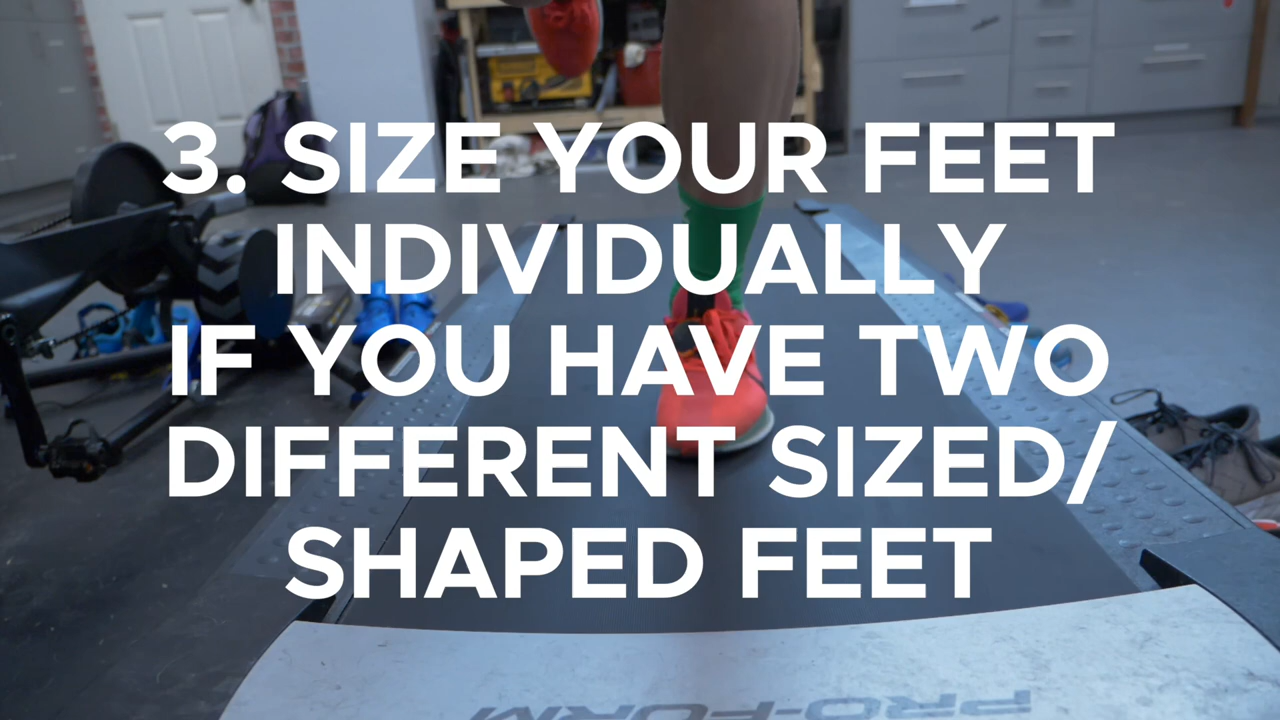 3. SIZE YOUR FEET
INDIVIDUALLY
IF YOU HAVE TWO
DIFFERENT SIZED/
SHAPED FEET
PRO-FORM